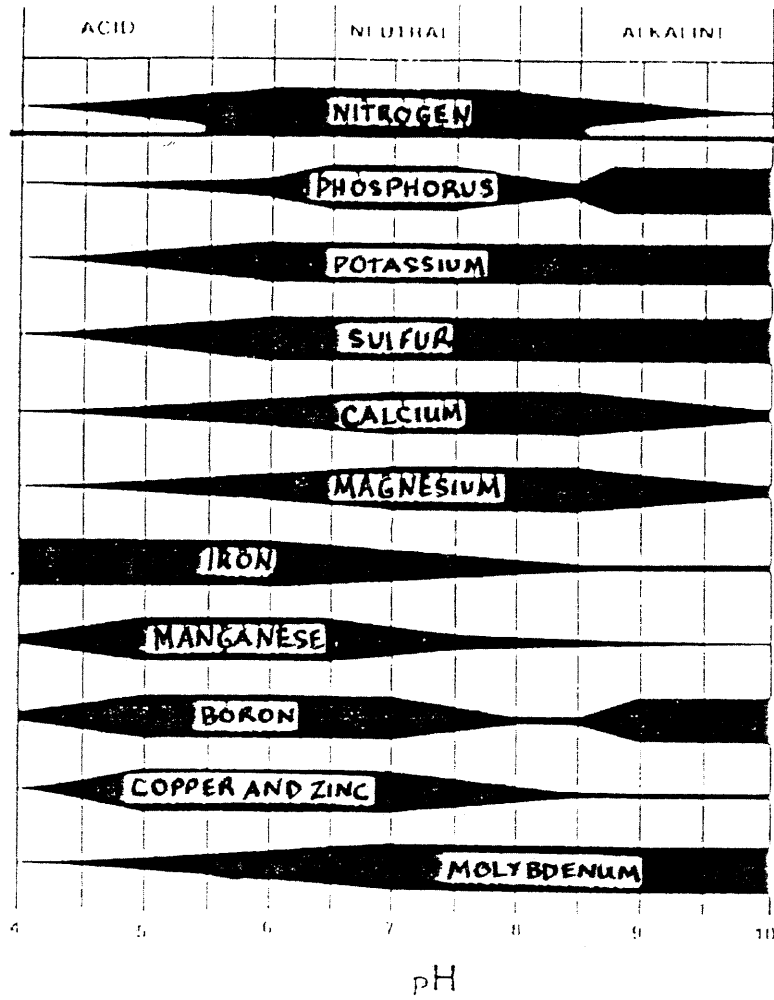 ACID NEUTRAL ALKALINE
NITROGEN
PHOSPHORUS
POTASSIUM
SULFUR
CALCIUM
MAGNESIUM
IRON
MANGANESE
BORON
COPPER AND ZINC
MOLYBDENUM
4 5 6 7 8 9 10
pH